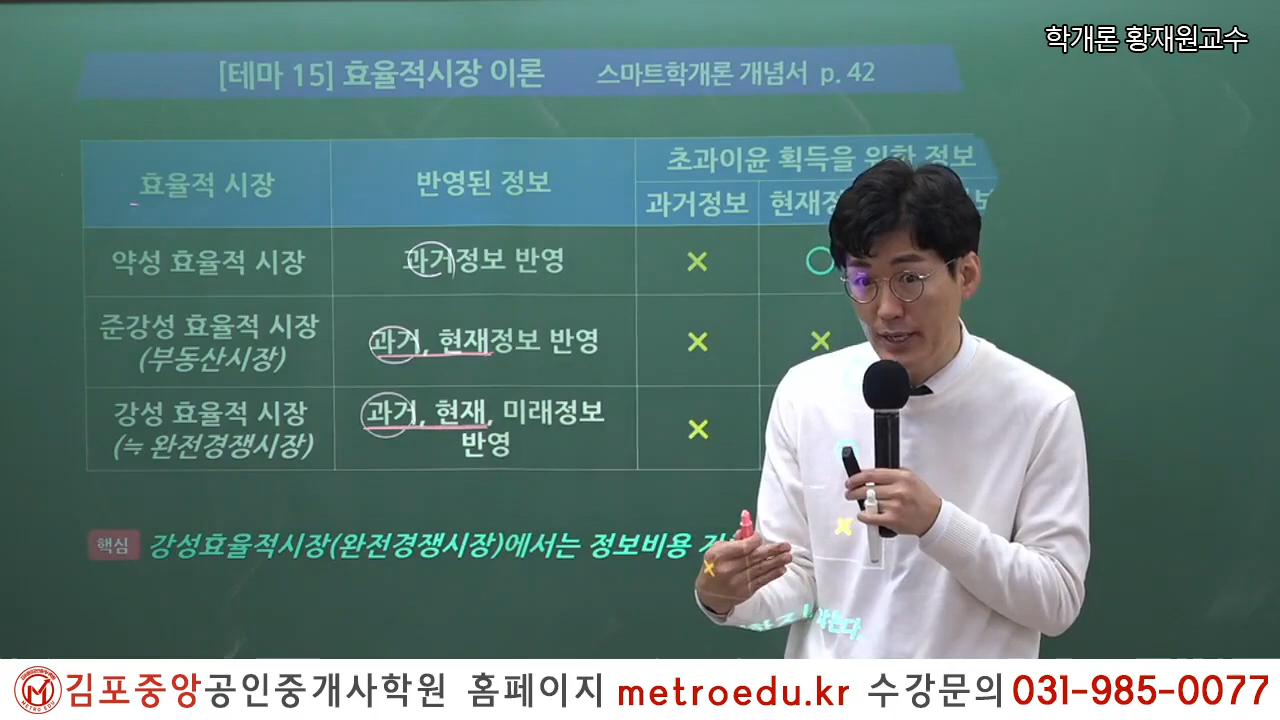 학개론 황재원교수
[테마 15] 효율적시장 이론 스마트학개론 개념서 p. 42
효율적 시장 반영된 정보 초과이윤 획득을 위한 정보
과거정보
약성 효율적 시장 과거정보 반영 × ○
준강성 효율적 시장 과거, 현재정보 반영 × ×
(부동산시장)
강성 효율적 시장 과거, 현재, 미래정보 ×
(≒ 완전경쟁시장) 반영
핵심 강성효율적시장(완전경쟁시장)에서는 정보비용
METRO EDU 김포중앙공인중개사학원 홈페이지 metroedu.kr 수강문의 031-985-0077